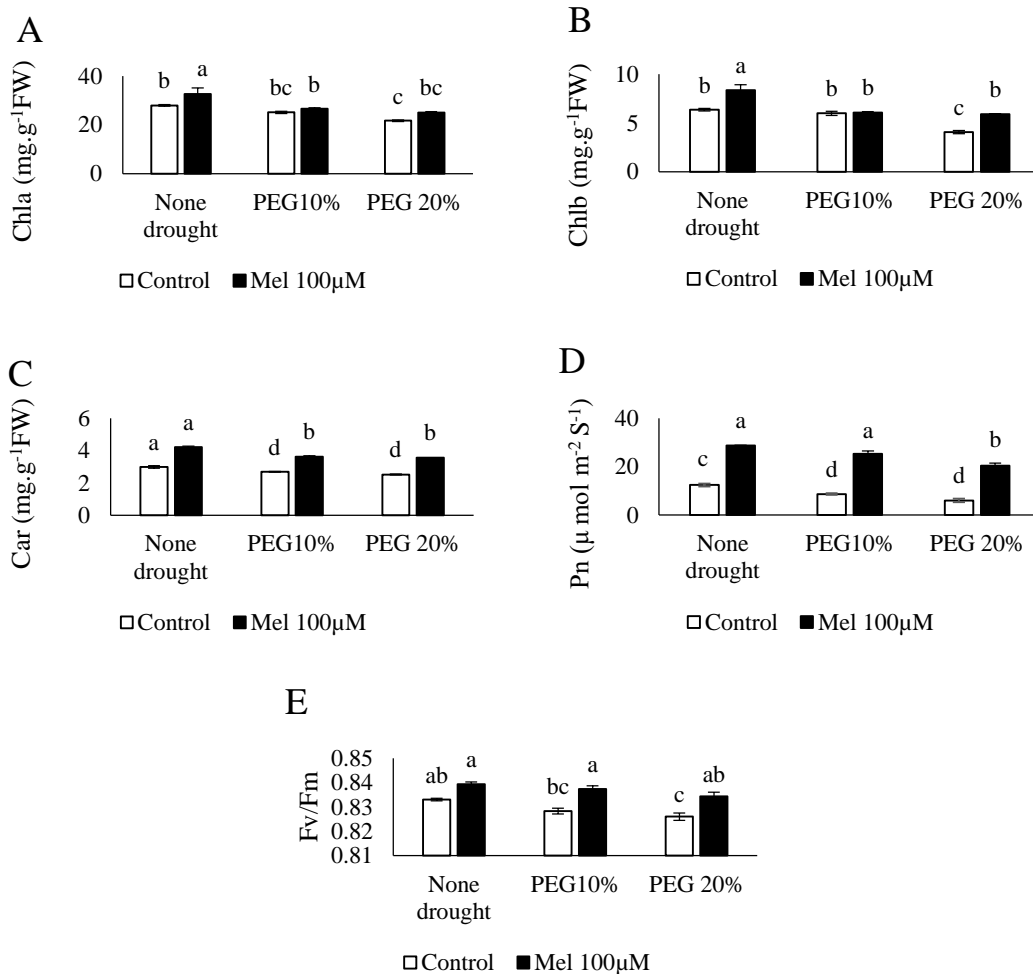 A
Chla (mg.g⁻¹FW)
40
20
0
b a bc b c bc
None drought
PEG10%
PEG 20%
Control Mel 100µM
B
Chlb (mg.g⁻¹FW)
10
5
0
b a b b c b
None drought
PEG10%
PEG 20%
Control Mel 100µM
C
Car (mg.g⁻¹FW)
6
4
2
0
a a d b d b
None drought
PEG10%
PEG 20%
Control Mel 100µM
D
Pn (µ mol m⁻² S⁻¹)
40
20
0
c a d a d b
None drought
PEG10%
PEG 20%
Control Mel 100µM
E
Fv/Fm
0.85
0.84
0.83
0.82
0.81
ab a bc a c ab
None drought
PEG10%
PEG 20%
Control Mel 100µM